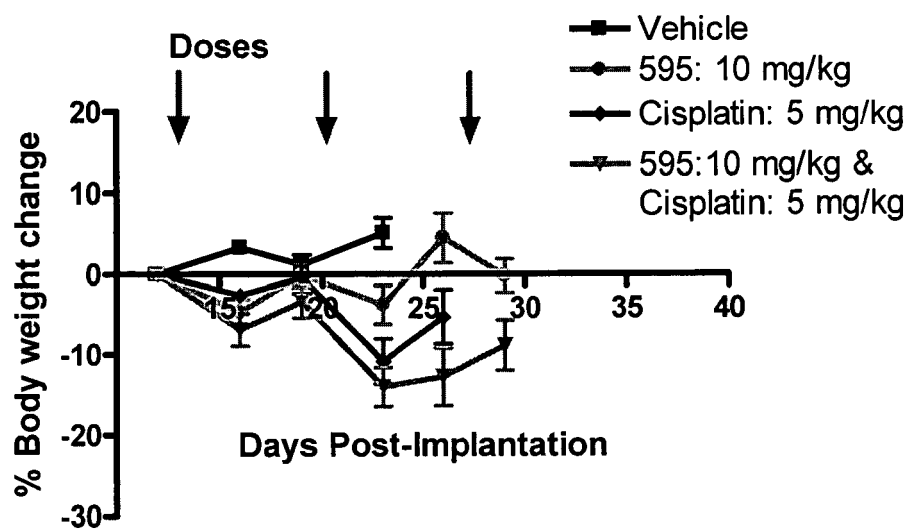 Doses
Vehicle
595: 10 mg/kg
Cisplatin: 5 mg/kg
595:10 mg/kg &
Cisplatin: 5 mg/kg
% Body weight change
20
10
0
-10
-20
-30
15
20
25
30
35
40
Days Post-Implantation